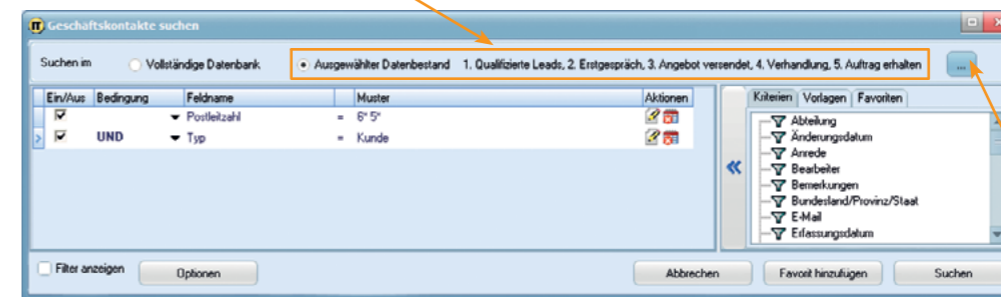 Geschäftskontakte suchen
Suchen im Vollständige Datenbank Ausgewählter Datenbestand 1. Qualifizierte Leads, 2. Erstgespräch, 3. Angebot versendet, 4. Verhandlung, 5. Auftrag erhalten ...
Ein/Aus Bedingung Feldname Muster Aktionen
Postleitzahl = 6* 5*
UND Typ = Kunde
Kriterien Vorlagen Favoriten
Abteilung
Änderungsdatum
Anrede
Bearbeiter
Bemerkungen
Bundesland/Provinz/Staat
E-Mail
Erfassungsdatum
Filter anzeigen Optionen Abbrechen Favorit hinzufügen Suchen